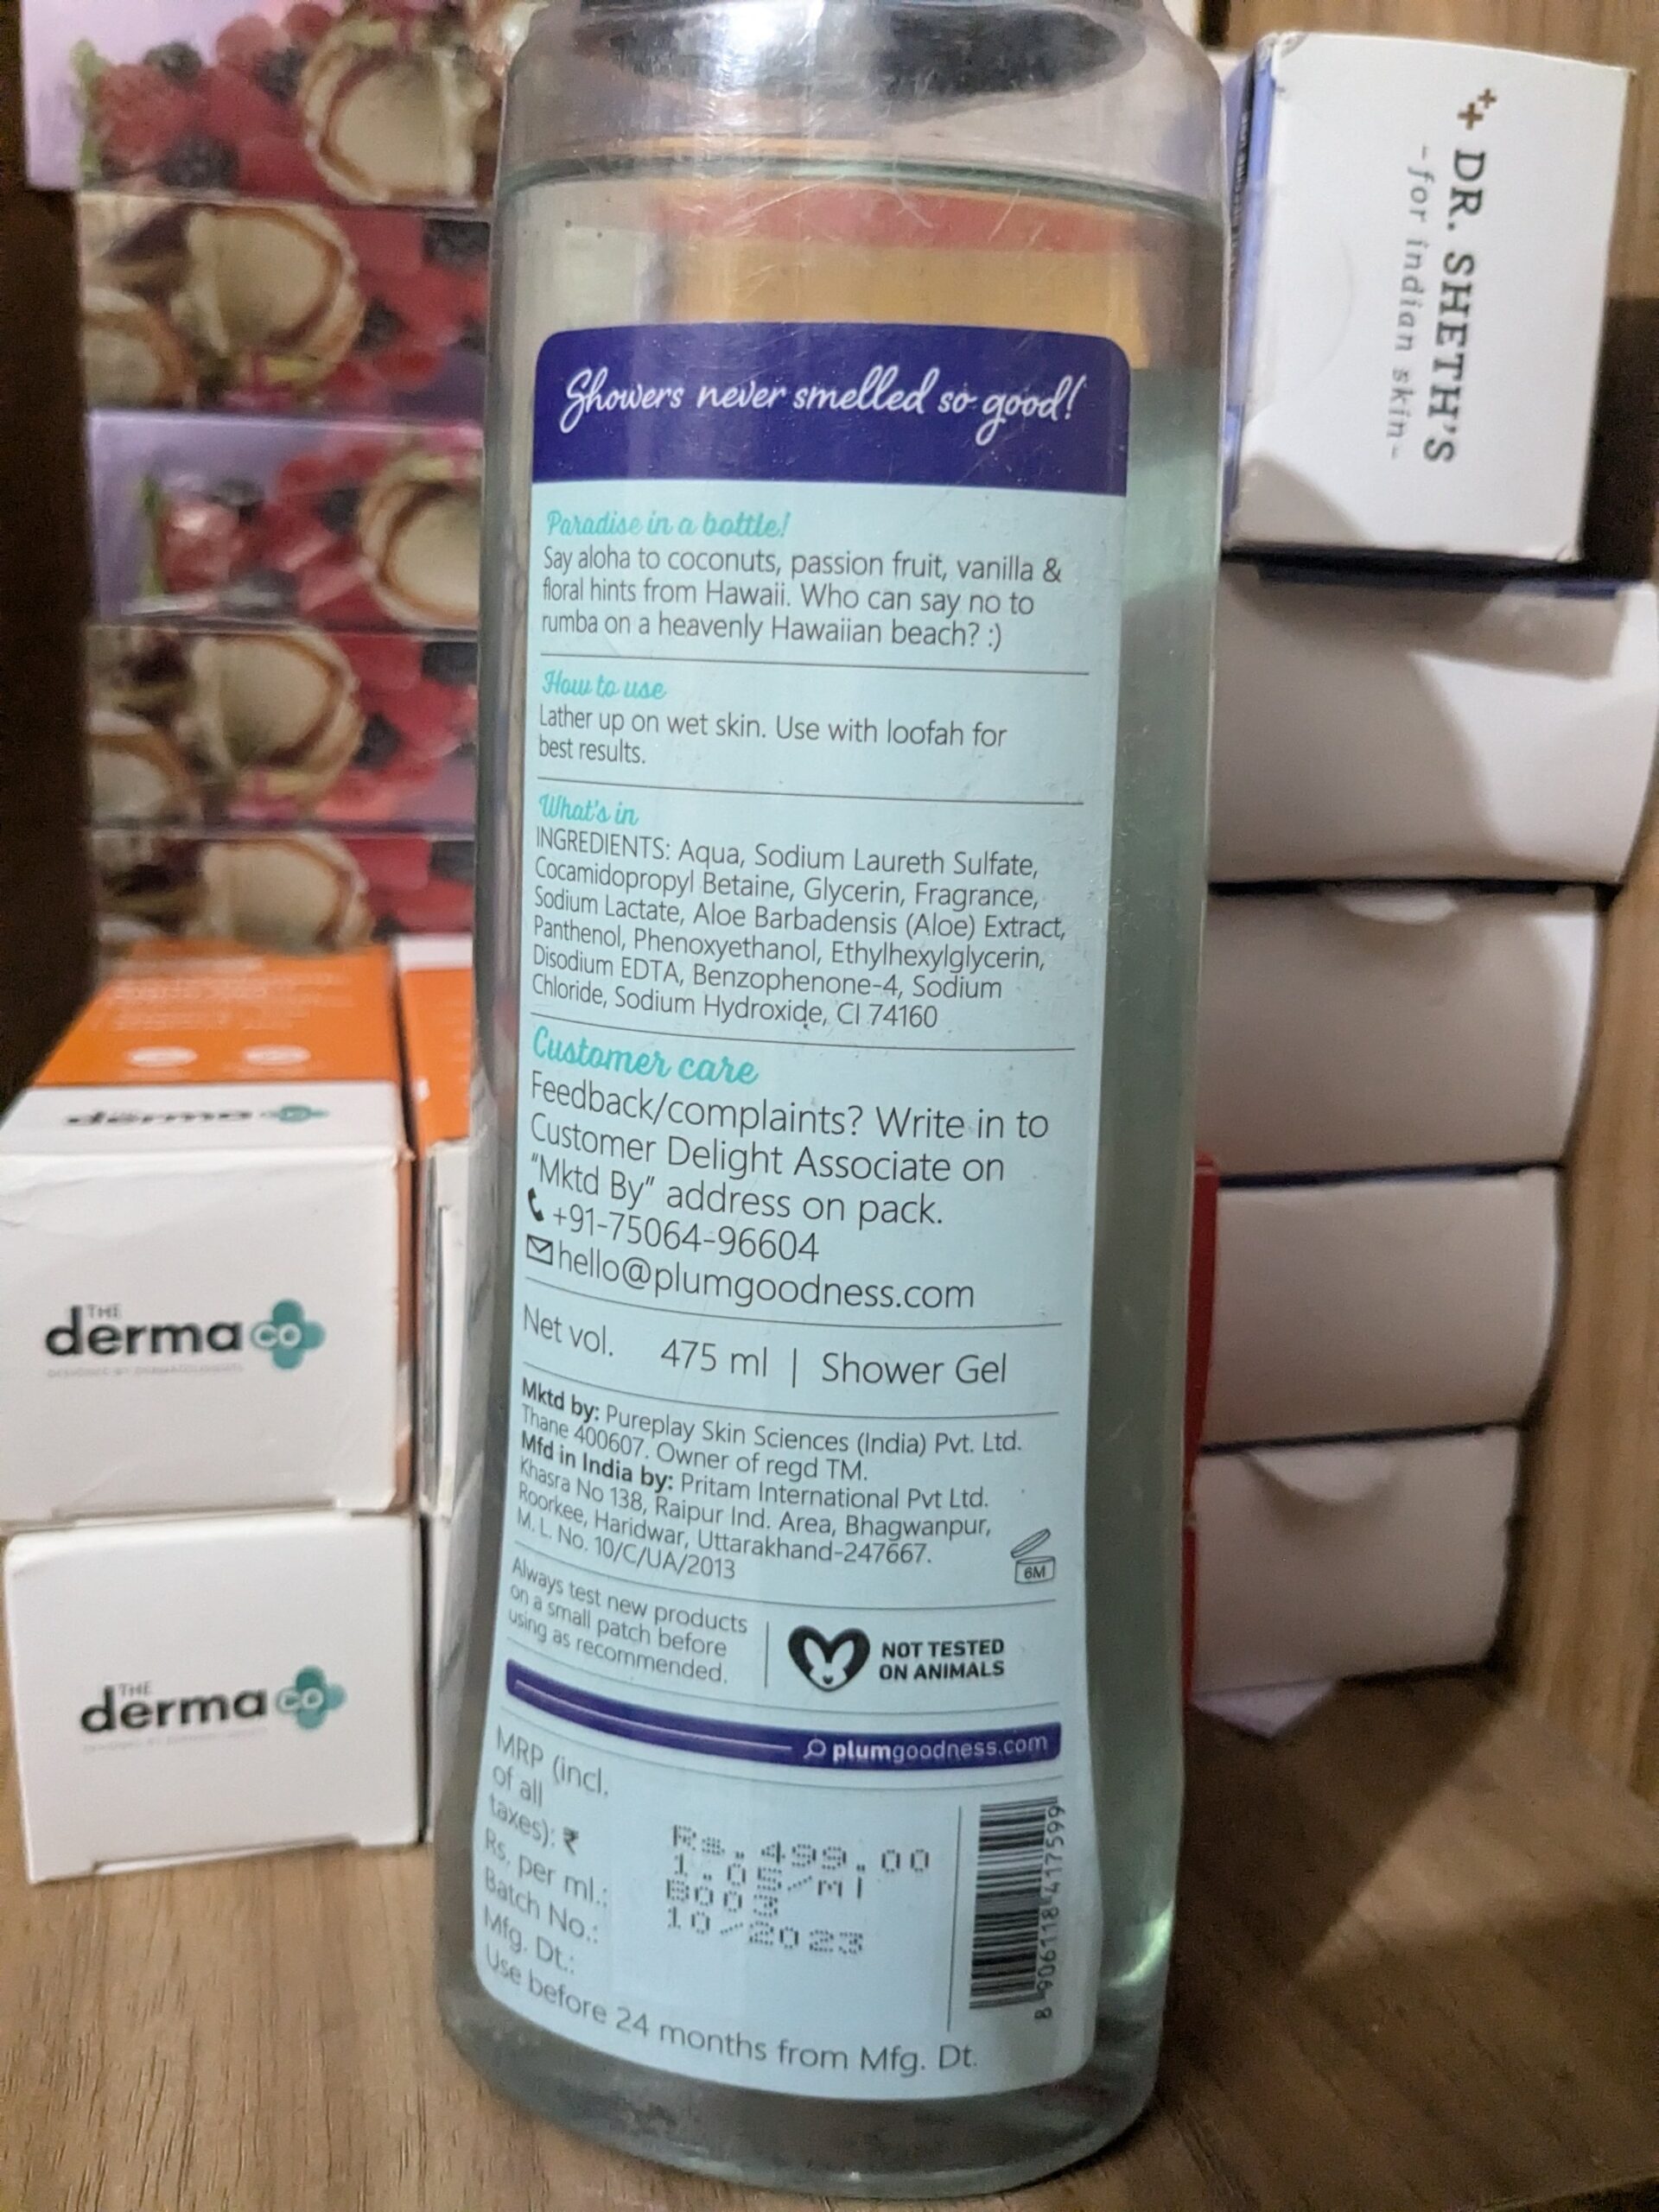 Showers never smelled so good!
Paradise in a bottle!
Say aloha to coconuts, passion fruit, vanilla &
floral hints from Hawaii. Who can say no to
rumba on a heavenly Hawaiian beach? :)
How to use
Lather up on wet skin. Use with loofah for
best results.
What's in
INGREDIENTS: Aqua, Sodium Laureth Sulfate,
Cocamidopropyl Betaine, Glycerin, Fragrance,
Sodium Lactate, Aloe Barbadensis (Aloe) Extract,
Panthenol, Phenoxyethanol, Ethylhexylglycerin,
Disodium EDTA, Benzophenone-4, Sodium
Chloride, Sodium Hydroxide, CI 74160
Customer care
Feedback/complaints? Write in to
Customer Delight Associate on
"Mktd By" address on pack.
+91-75064-96604
hello@plumgoodness.com
Net vol. 475 ml | Shower Gel
Mktd by: Pureplay Skin Sciences (India) Pvt. Ltd.
Thane 400607. Owner of regd TM.
Mfd in India by: Pritam International Pvt Ltd.
Khasra No 138, Raipur Ind. Area, Bhagwanpur,
Roorkee, Haridwar, Uttarakhand-247667.
M. L. No. 10/C/UA/2013
6M
Always test new products
on a small patch before
using as recommended.
NOT TESTED
ON ANIMALS
plumgoodness.com
MRP (incl.
of all
taxes): ₹ Rs.499.00
Rs. per ml.: 1.05/ml
Batch No.: B003
Mfg. Dt.: 10/2023
Use before 24 months from Mfg. Dt.
8 906118 417599
DR. SHETH'S
-for indian skin-
derma co
THE
derma co
THE
derma co